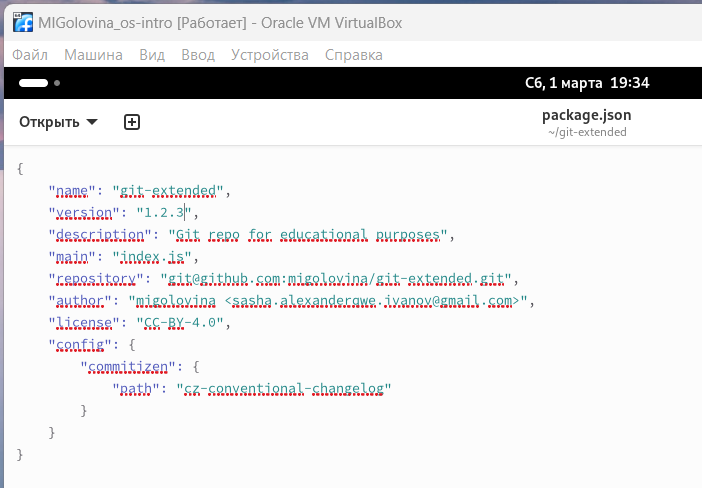 MIGolovina_os-intro [Работает] - Oracle VM VirtualBox
Файл Машина Вид Ввод Устройства Справка
Сб, 1 марта 19:34
Открыть package.json
~/git-extended
{
    "name": "git-extended",
    "version": "1.2.3",
    "description": "Git repo for educational purposes",
    "main": "index.js",
    "repository": "git@github.com:migolovina/git-extended.git",
    "author": "migolovina <sasha.alexanderqwe.ivanov@gmail.com>",
    "license": "CC-BY-4.0",
    "config": {
        "commitizen": {
            "path": "cz-conventional-changelog"
        }
    }
}